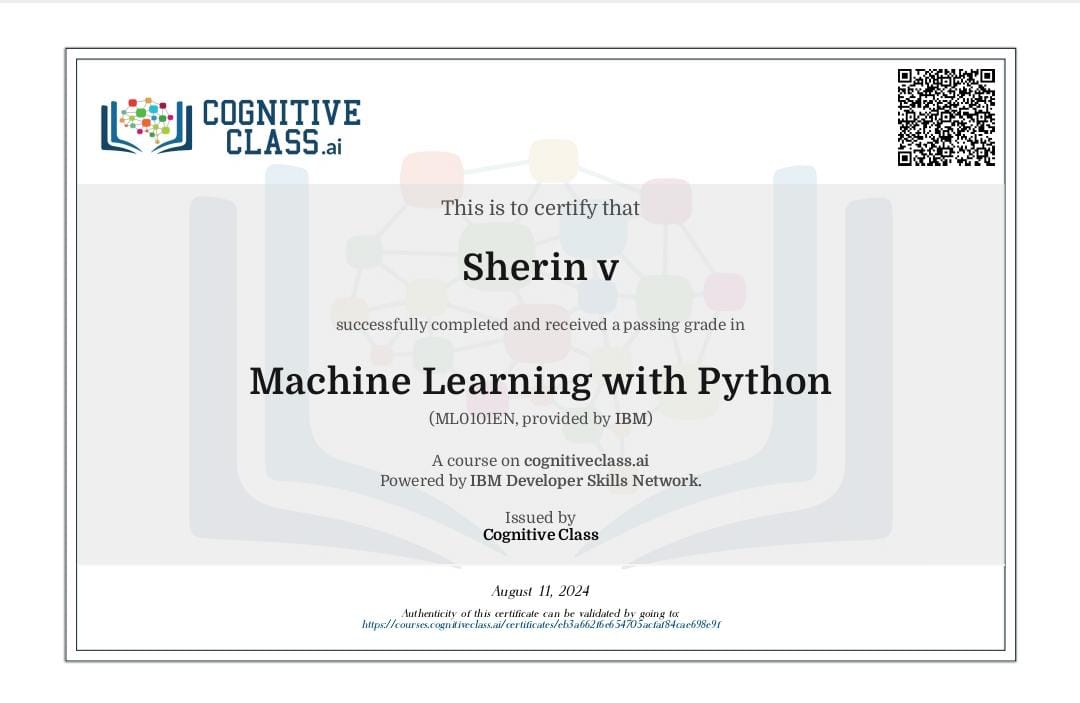 COGNITIVE
CLASS.ai
This is to certify that
Sherin v
successfully completed and received a passing grade in
Machine Learning with Python
(ML0101EN, provided by IBM)
A course on cognitiveclass.ai
Powered by IBM Developer Skills Network.
Issued by
Cognitive Class
August 11, 2024
Authenticity of this certificate can be validated by going to:
https://courses.cognitiveclass.ai/certificates/eb3a662f6e654705acfaf84cae698e9f